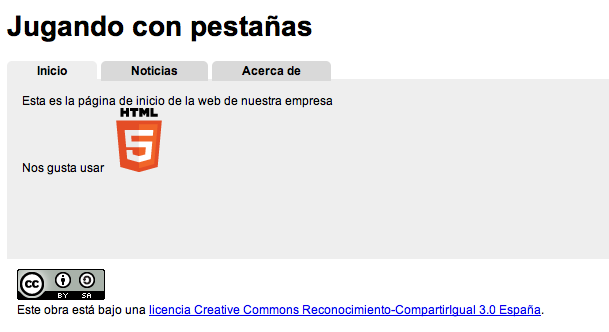 Jugando con pestañas
Inicio Noticias Acerca de
Esta es la página de inicio de la web de nuestra empresa
HTML
5
Nos gusta usar
cc
BY SA
Este obra está bajo una licencia Creative Commons Reconocimiento-CompartirIgual 3.0 España.